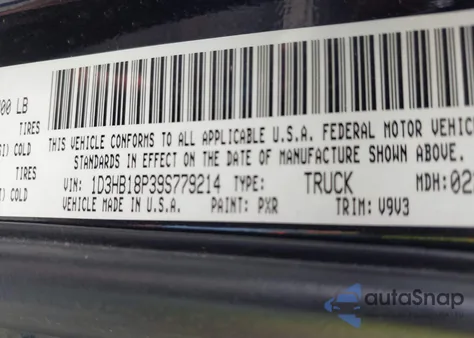 00 LB
TIRES
SI) COLD
TIRES
SI) COLD
THIS VEHICLE CONFORMS TO ALL APPLICABLE U.S.A. FEDERAL MOTOR VEHIC
STANDARDS IN EFFECT ON THE DATE OF MANUFACTURE SHOWN ABOVE.
VIN: 1D3HB18P39S779214 TYPE: TRUCK MDH: 02
VEHICLE MADE IN U.S.A. PAINT: PXR TRIM: V9V3
autoSnap